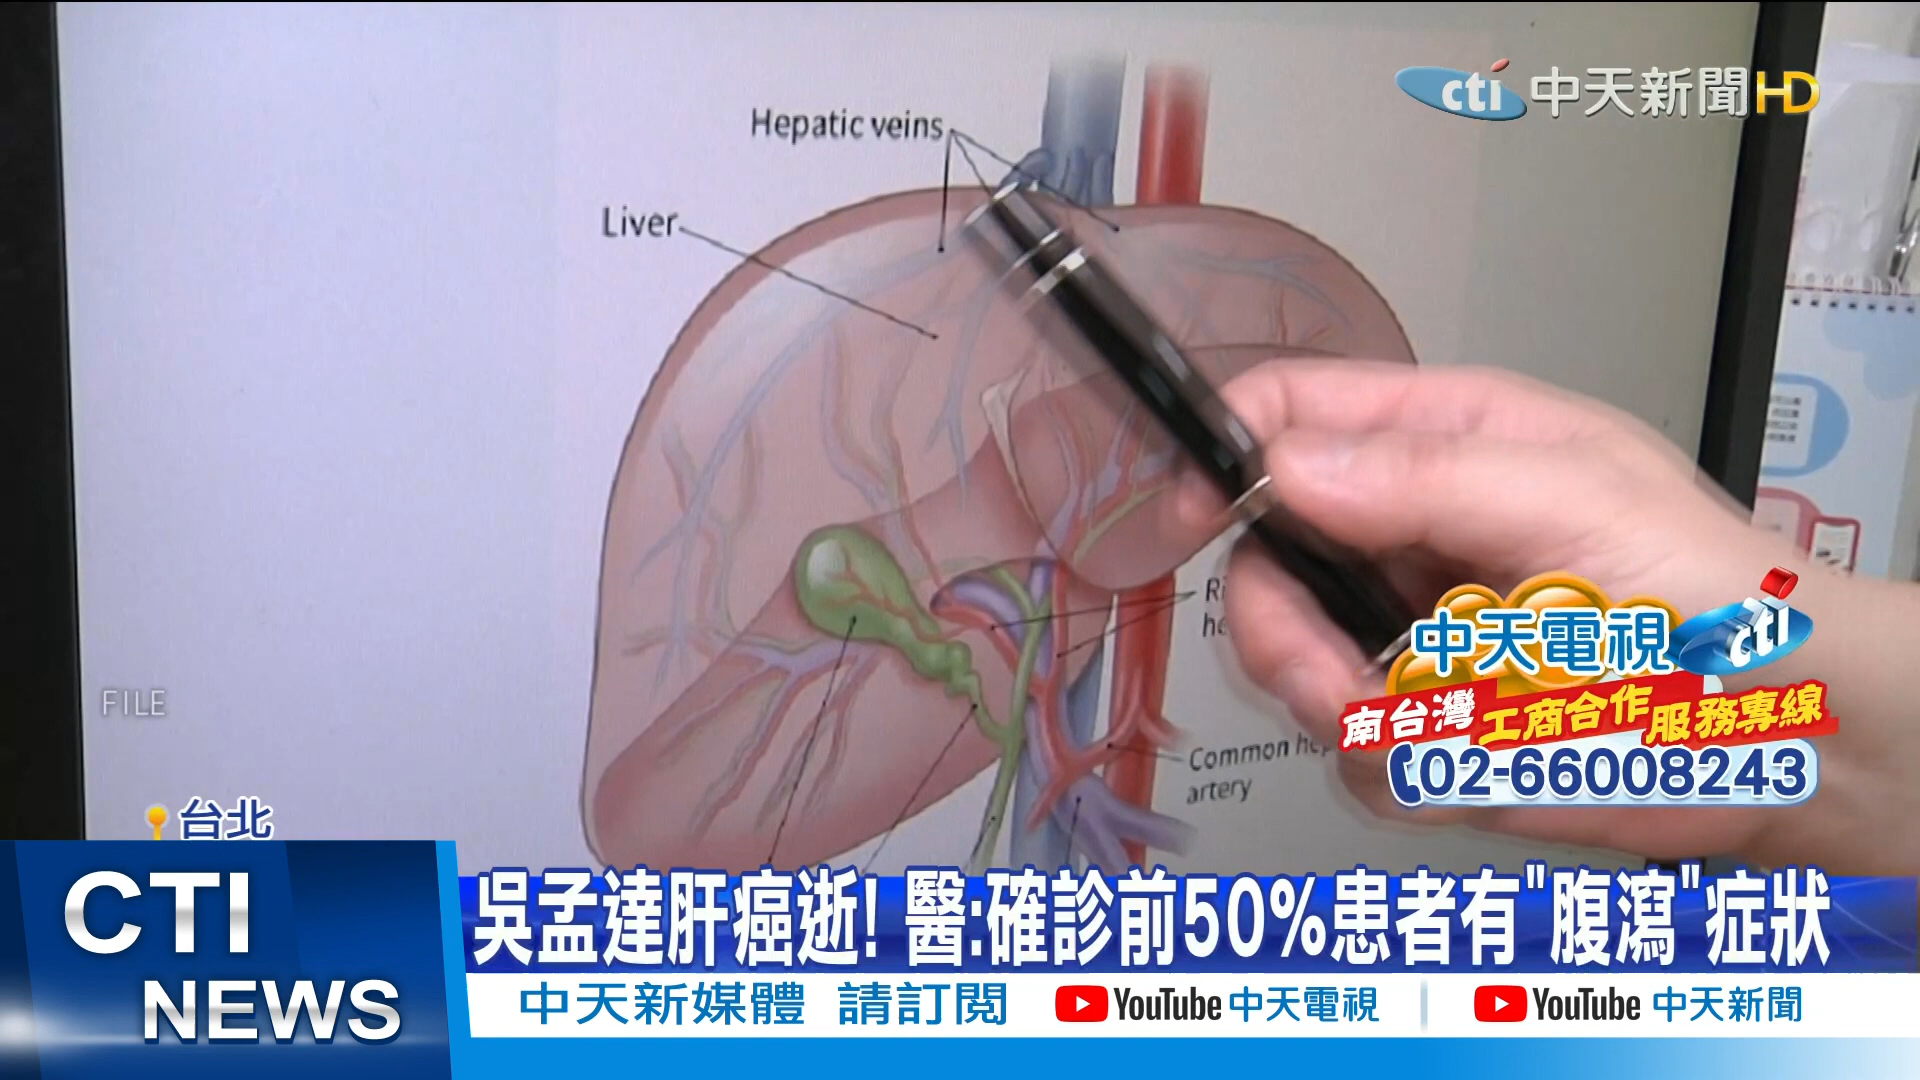 cti 中天新聞HD
Hepatic veins
Liver
中天電視 cti
南台灣 工商合作 服務專線
02-66008243
Common
artery
FILE
台北
CTI NEWS
吳孟達肝癌逝! 醫:確診前50%患者有"腹瀉"症狀
中天新媒體 請訂閱 YouTube 中天電視 | YouTube 中天新聞